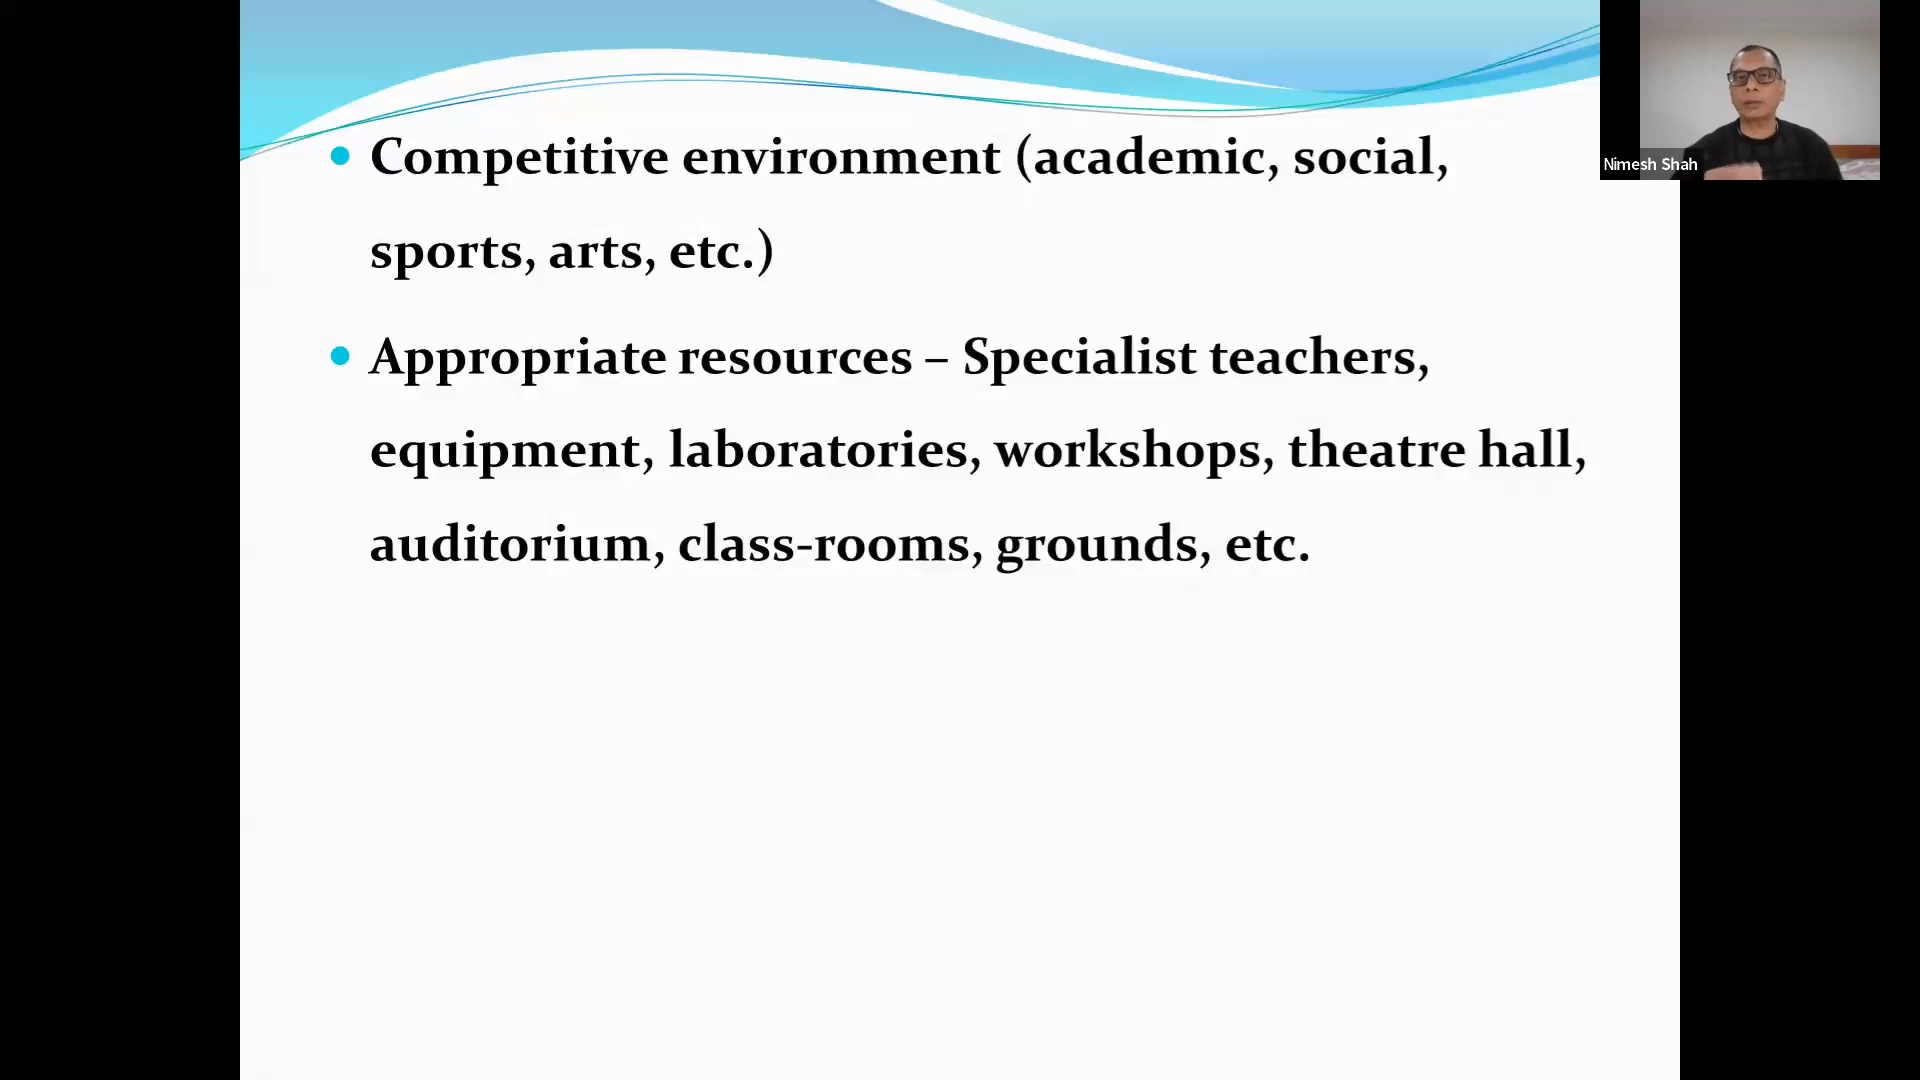 • Competitive environment (academic, social,
sports, arts, etc.)
• Appropriate resources – Specialist teachers,
equipment, laboratories, workshops, theatre hall,
auditorium, class-rooms, grounds, etc.
Nimesh Shah